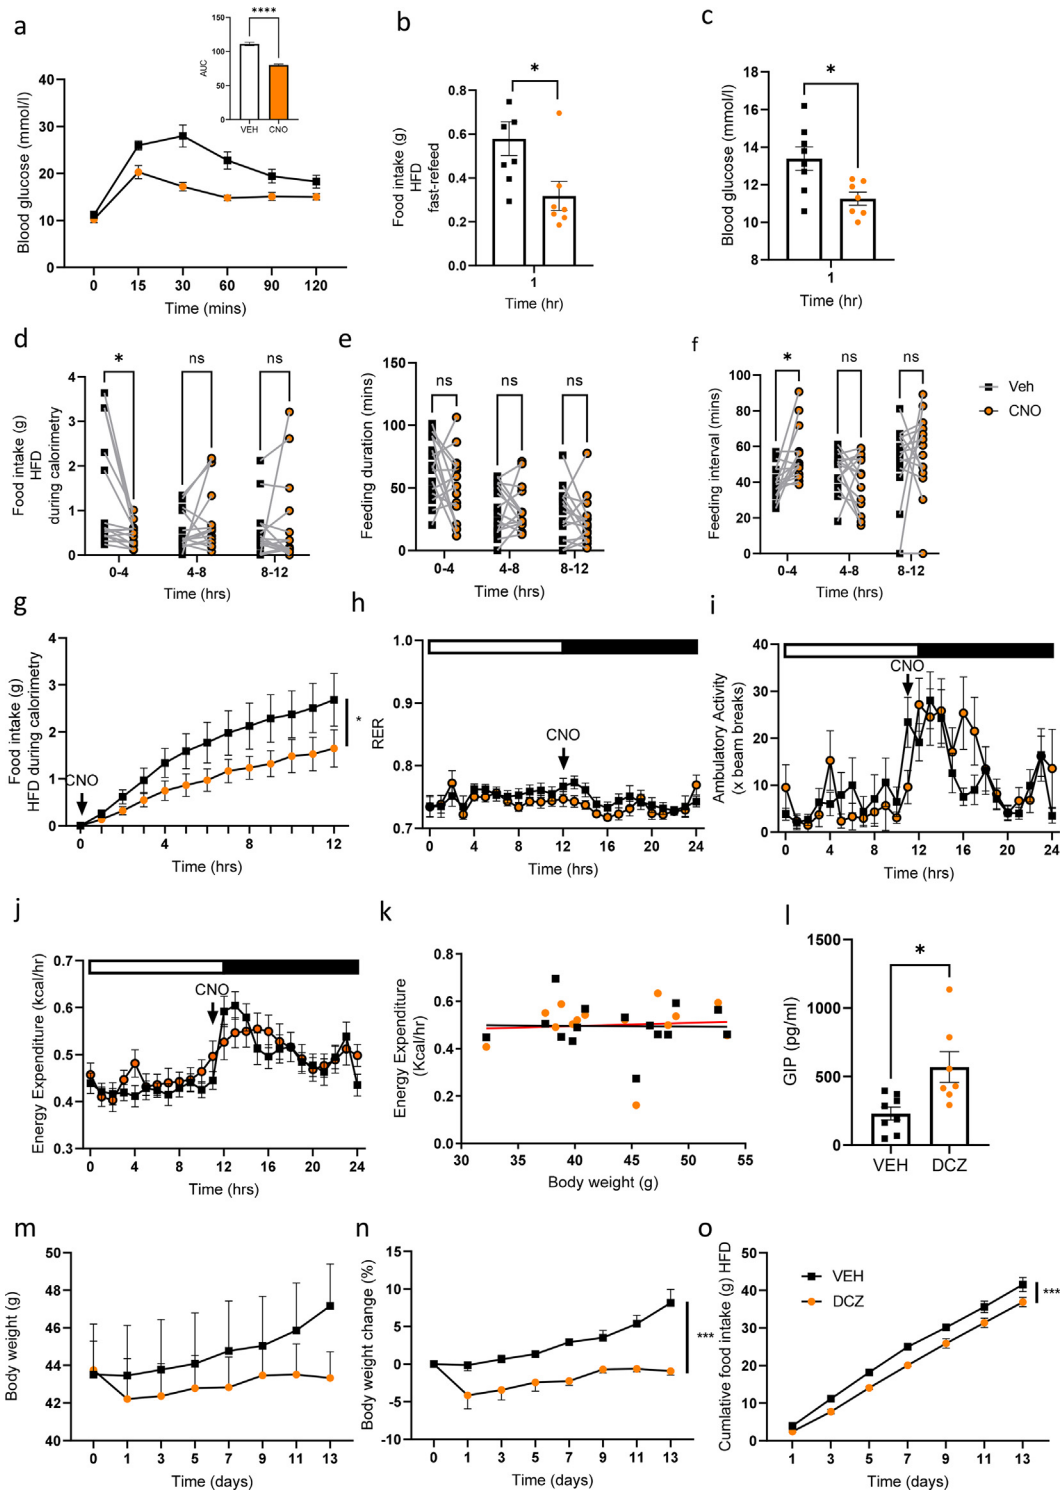 a
AUC
150
100
50
0
****
VEH
CNO
Blood glucose (mmol/l)
40
30
20
10
0
0 15 30 60 90 120
Time (mins)
b
Food intake (g)
HFD
fast-refeed
0.8
0.6
0.4
0.2
0.0
*
1
Time (hr)
c
Blood glucose (mmol/l)
18
16
14
12
10
8
*
1
Time (hr)
d
Food intake (g)
HFD
during calorimetry
4
3
2
1
0
* ns ns
0-4 4-8 8-12
Time (hrs)
e
Feeding duration (mins)
150
100
50
0
ns ns ns
0-4 4-8 8-12
Time (hrs)
f
Feeding interval (mins)
100
80
60
40
20
0
* ns ns
0-4 4-8 8-12
Time (hrs)
Veh
CNO
g
Food intake (g)
HFD during calorimetry
4
3
2
1
0
CNO
*
0 4 8 12
Time (hrs)
h
RER
1.0
0.9
0.8
0.7
CNO
0 4 8 12 16 20 24
Time (hrs)
i
Ambulatory Activity
(x beam breaks)
40
30
20
10
0
CNO
0 4 8 12 16 20 24
Time (hrs)
j
Energy Expenditure (kcal/hr)
0.7
0.6
0.5
0.4
0.3
CNO
0 4 8 12 16 20 24
Time (hrs)
k
Energy Expenditure
(Kcal/hr)
0.8
0.6
0.4
0.2
0.0
30 35 40 45 50 55
Body weight (g)
l
GIP (pg/ml)
1500
1000
500
0
*
VEH DCZ
m
Body weight (g)
50
48
46
44
42
40
0 1 3 5 7 9 11 13
Time (days)
n
Body weight change (%)
15
10
5
0
-5
-10
***
0 1 3 5 7 9 11 13
Time (days)
o
Cumlative food intake (g) HFD
50
40
30
20
10
0
VEH
DCZ
***
1 3 5 7 9 11 13
Time (days)